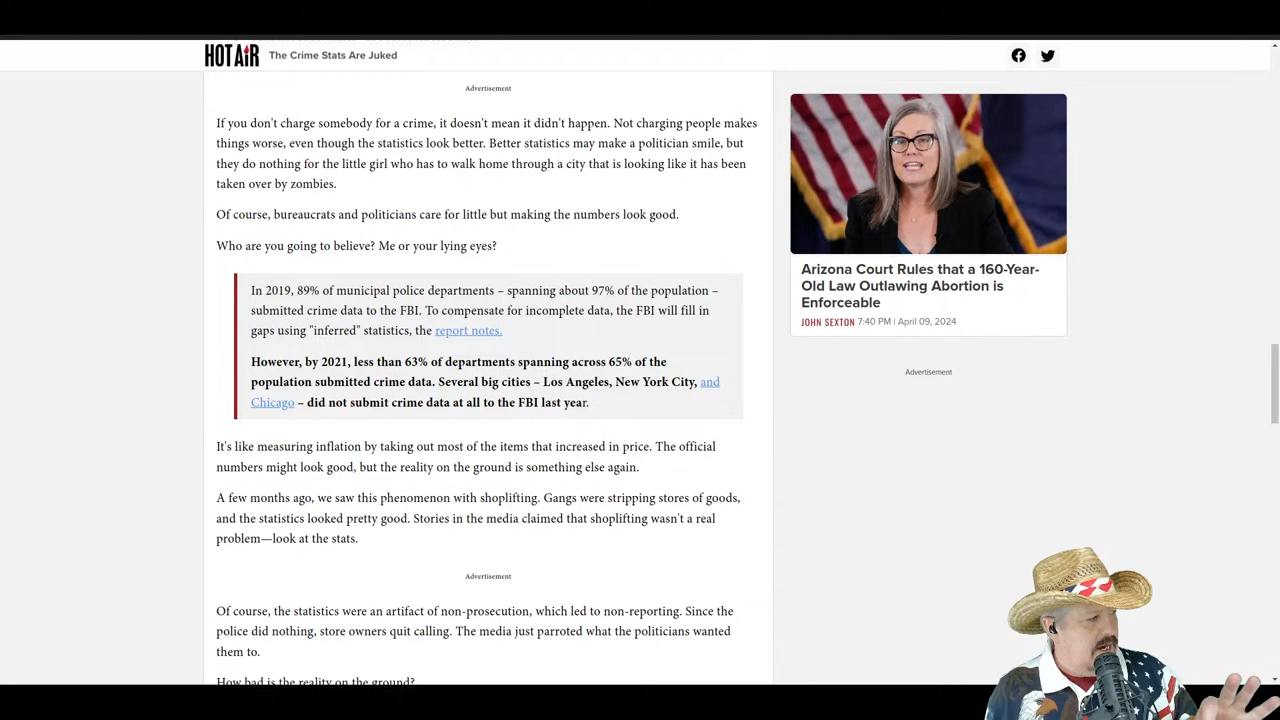 HOT AIR
The Crime Stats Are Juked
Advertisement
If you don't charge somebody for a crime, it doesn't mean it didn't happen. Not charging people makes
things worse, even though the statistics look better. Better statistics may make a politician smile, but
they do nothing for the little girl who has to walk home through a city that is looking like it has been
taken over by zombies.
Of course, bureaucrats and politicians care for little but making the numbers look good.
Who are you going to believe? Me or your lying eyes?
In 2019, 89% of municipal police departments – spanning about 97% of the population –
submitted crime data to the FBI. To compensate for incomplete data, the FBI will fill in
gaps using "inferred" statistics, the report notes.
However, by 2021, less than 63% of departments spanning across 65% of the
population submitted crime data. Several big cities – Los Angeles, New York City, and
Chicago – did not submit crime data at all to the FBI last year.
It's like measuring inflation by taking out most of the items that increased in price. The official
numbers might look good, but the reality on the ground is something else again.
A few months ago, we saw this phenomenon with shoplifting. Gangs were stripping stores of goods,
and the statistics looked pretty good. Stories in the media claimed that shoplifting wasn't a real
problem—look at the stats.
Advertisement
Of course, the statistics were an artifact of non-prosecution, which led to non-reporting. Since the
police did nothing, store owners quit calling. The media just parroted what the politicians wanted
them to.
How bad is the reality on the ground?
Arizona Court Rules that a 160-Year-
Old Law Outlawing Abortion is
Enforceable
JOHN SEXTON 7:40 PM | April 09, 2024
Advertisement